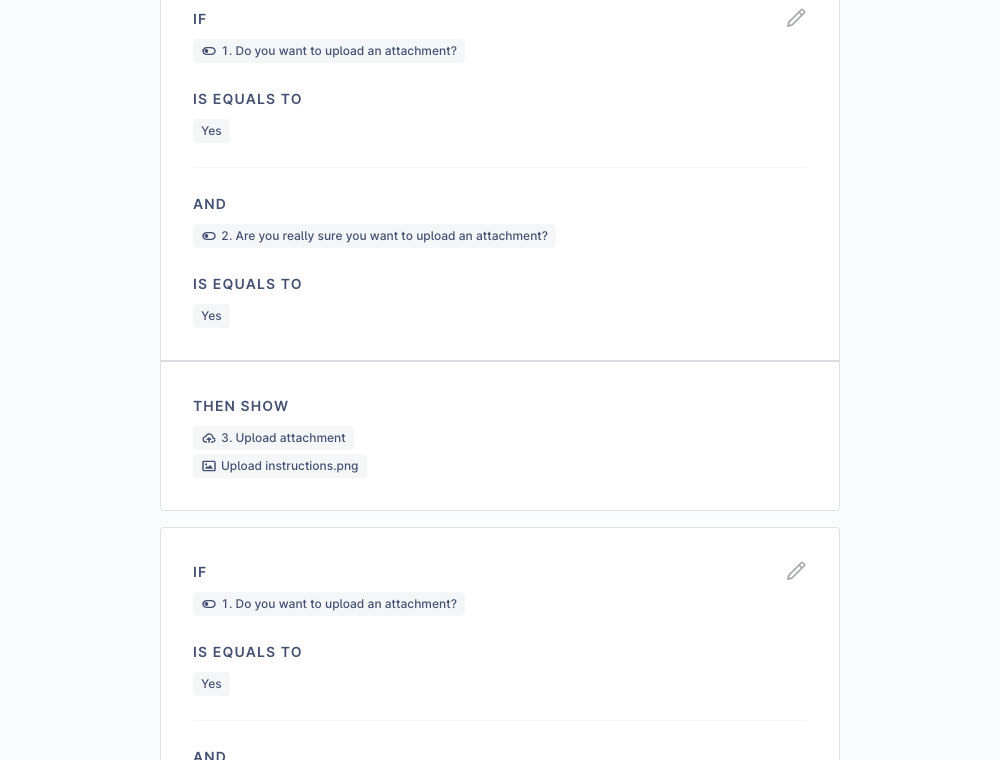 IF
1. Do you want to upload an attachment?
IS EQUALS TO
Yes
AND
2. Are you really sure you want to upload an attachment?
IS EQUALS TO
Yes
THEN SHOW
3. Upload attachment
Upload instructions.png
IF
1. Do you want to upload an attachment?
IS EQUALS TO
Yes
AND